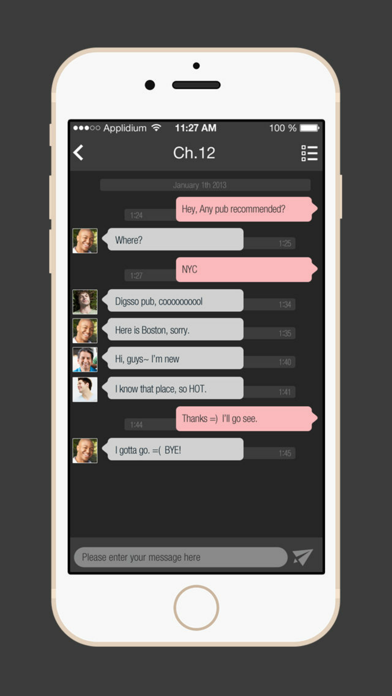 Applidium 11:27 AM 100 %
Ch.12
January 1th 2013
Hey, Any pub recommended?
1:24
Where?
1:25
NYC
1:27
Digsso pub, cooooooooool
1:34
Here is Boston, sorry.
1:35
Hi, guys~ I'm new
1:40
I know that place, so HOT.
1:41
Thanks =) I'll go see.
1:44
I gotta go. =( BYE!
1:45
Please enter your message here